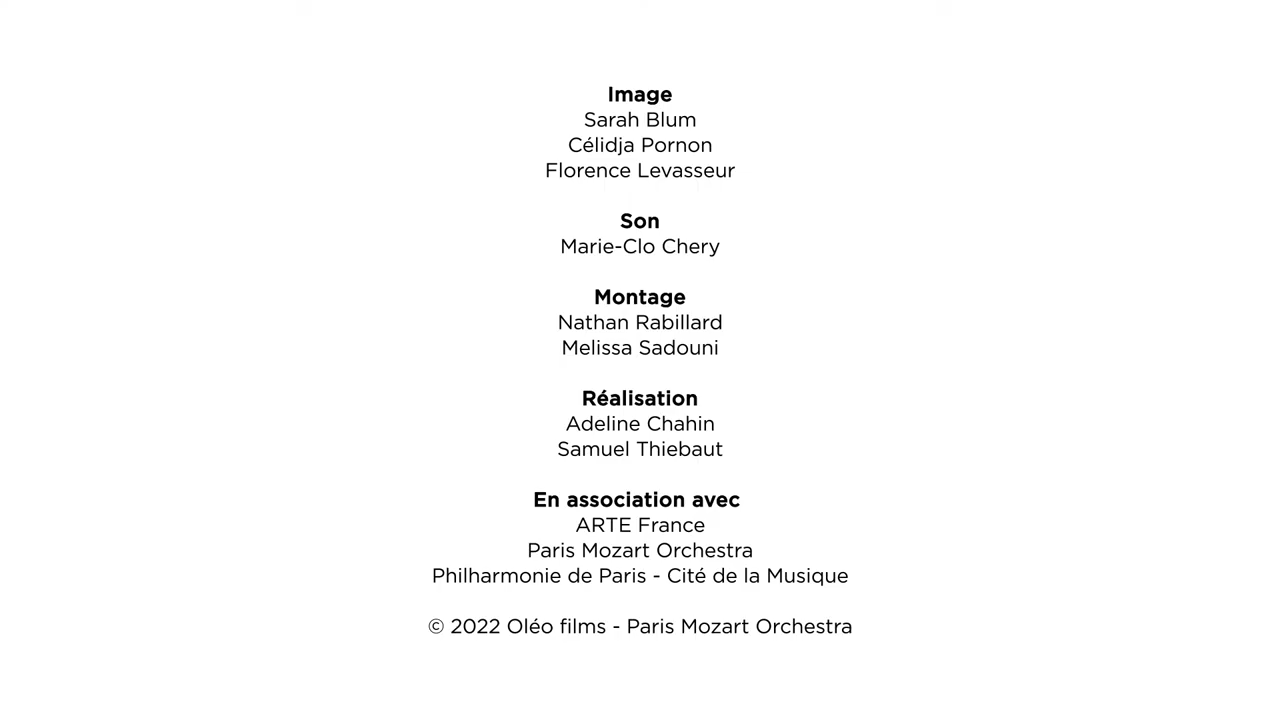 Image
Sarah Blum
Célidja Pornon
Florence Levasseur
Son
Marie-Clo Chery
Montage
Nathan Rabillard
Melissa Sadouni
Réalisation
Adeline Chahin
Samuel Thiebaut
En association avec
ARTE France
Paris Mozart Orchestra
Philharmonie de Paris - Cité de la Musique
© 2022 Oléo films - Paris Mozart Orchestra